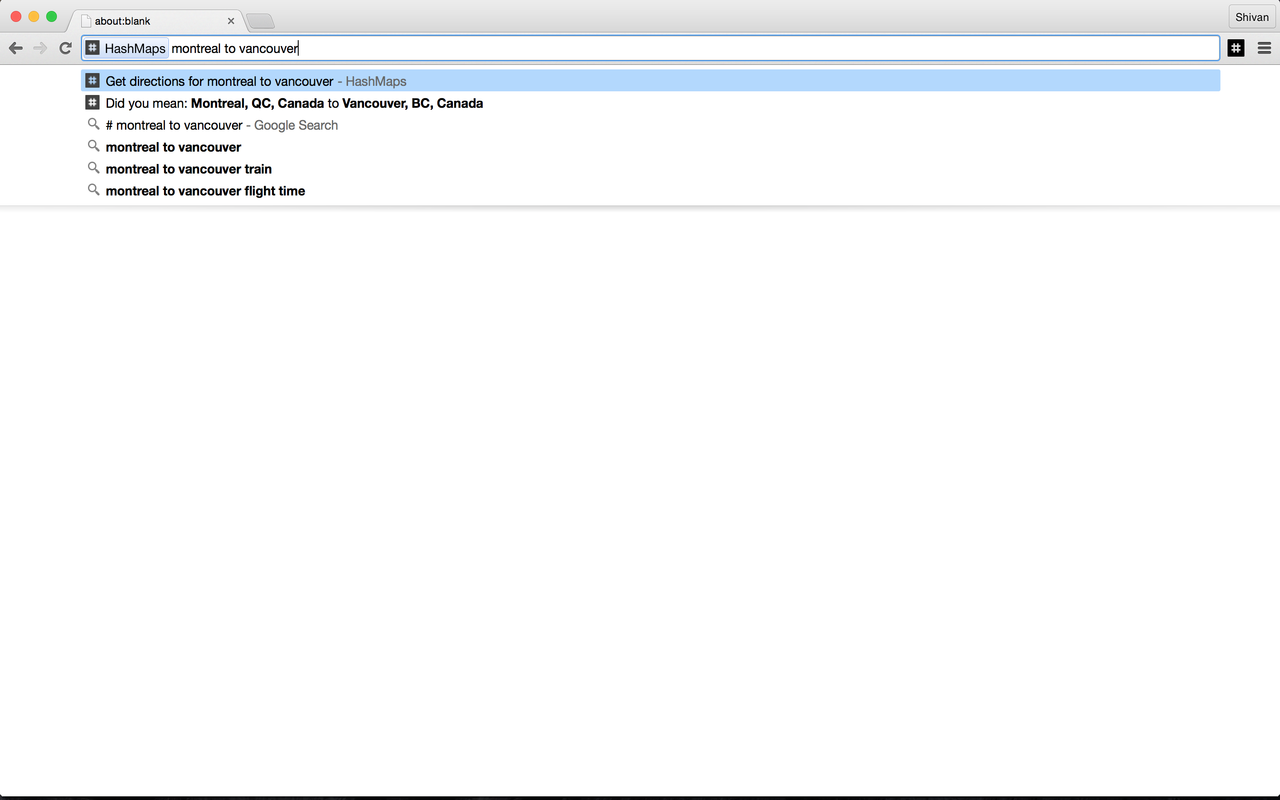 about:blank
Shivan
HashMaps montreal to vancouver
Get directions for montreal to vancouver - HashMaps
Did you mean: Montreal, QC, Canada to Vancouver, BC, Canada
# montreal to vancouver - Google Search
montreal to vancouver
montreal to vancouver train
montreal to vancouver flight time